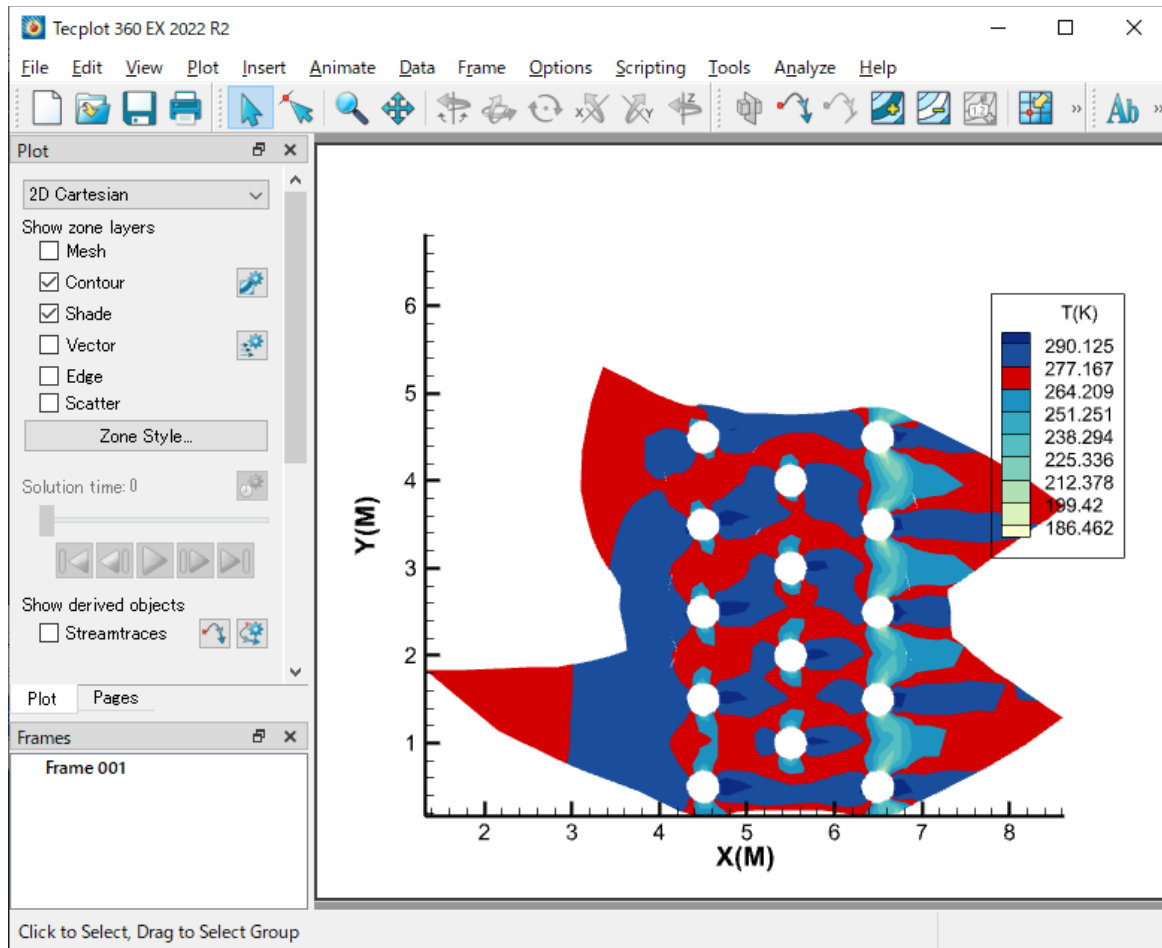 Tecplot 360 EX 2022 R2
File Edit View Plot Insert Animate Data Frame Options Scripting Tools Analyze Help
Ab
Plot
2D Cartesian
Show zone layers
Mesh
Contour
Shade
Vector
Edge
Scatter
Zone Style...
Solution time: 0
Show derived objects
Streamtraces
Plot Pages
Frames
Frame 001
Y(M)
6
5
4
3
2
1
2 3 4 5 6 7 8
X(M)
T(K)
290.125
277.167
264.209
251.251
238.294
225.336
212.378
199.42
186.462
Click to Select, Drag to Select Group